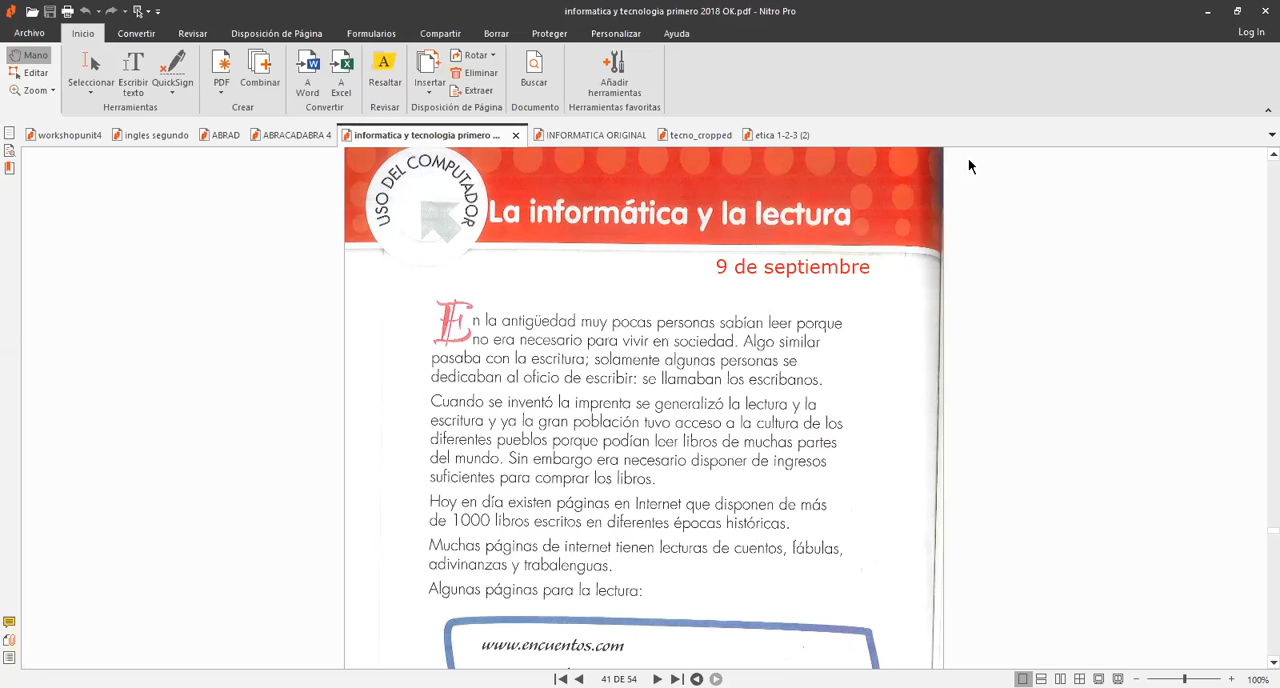 informatica y tecnologia primero 2018 OK.pdf - Nitro Pro
Archivo Inicio Convertir Revisar Disposición de Página Formularios Compartir Borrar Proteger Personalizar Ayuda Log In
Mano
Editar
Zoom
Seleccionar
Escribir texto
QuickSign
Herramientas
PDF
Combinar
Crear
A Word
A Excel
Convertir
A
Resaltar
Revisar
Insertar
Rotar
Eliminar
Extraer
Disposición de Página
Buscar
Documento
Añadir herramientas
Herramientas favoritas
workshopunit4 ingles segundo ABRAD ABRACADABRA 4 informatica y tecnologia primero ... INFORMATICA ORIGINAL tecno_cropped etica 1-2-3 (2)
USO DEL COMPUTADOR
La informática y la lectura
9 de septiembre
En la antigüedad muy pocas personas sabían leer porque
no era necesario para vivir en sociedad. Algo similar
pasaba con la escritura; solamente algunas personas se
dedicaban al oficio de escribir: se llamaban los escribanos.
Cuando se inventó la imprenta se generalizó la lectura y la
escritura y ya la gran población tuvo acceso a la cultura de los
diferentes pueblos porque podían leer libros de muchas partes
del mundo. Sin embargo era necesario disponer de ingresos
suficientes para comprar los libros.
Hoy en día existen páginas en Internet que disponen de más
de 1000 libros escritos en diferentes épocas históricas.
Muchas páginas de internet tienen lecturas de cuentos, fábulas,
adivinanzas y trabalenguas.
Algunas páginas para la lectura:
www.encuentos.com
41 DE 54
100%